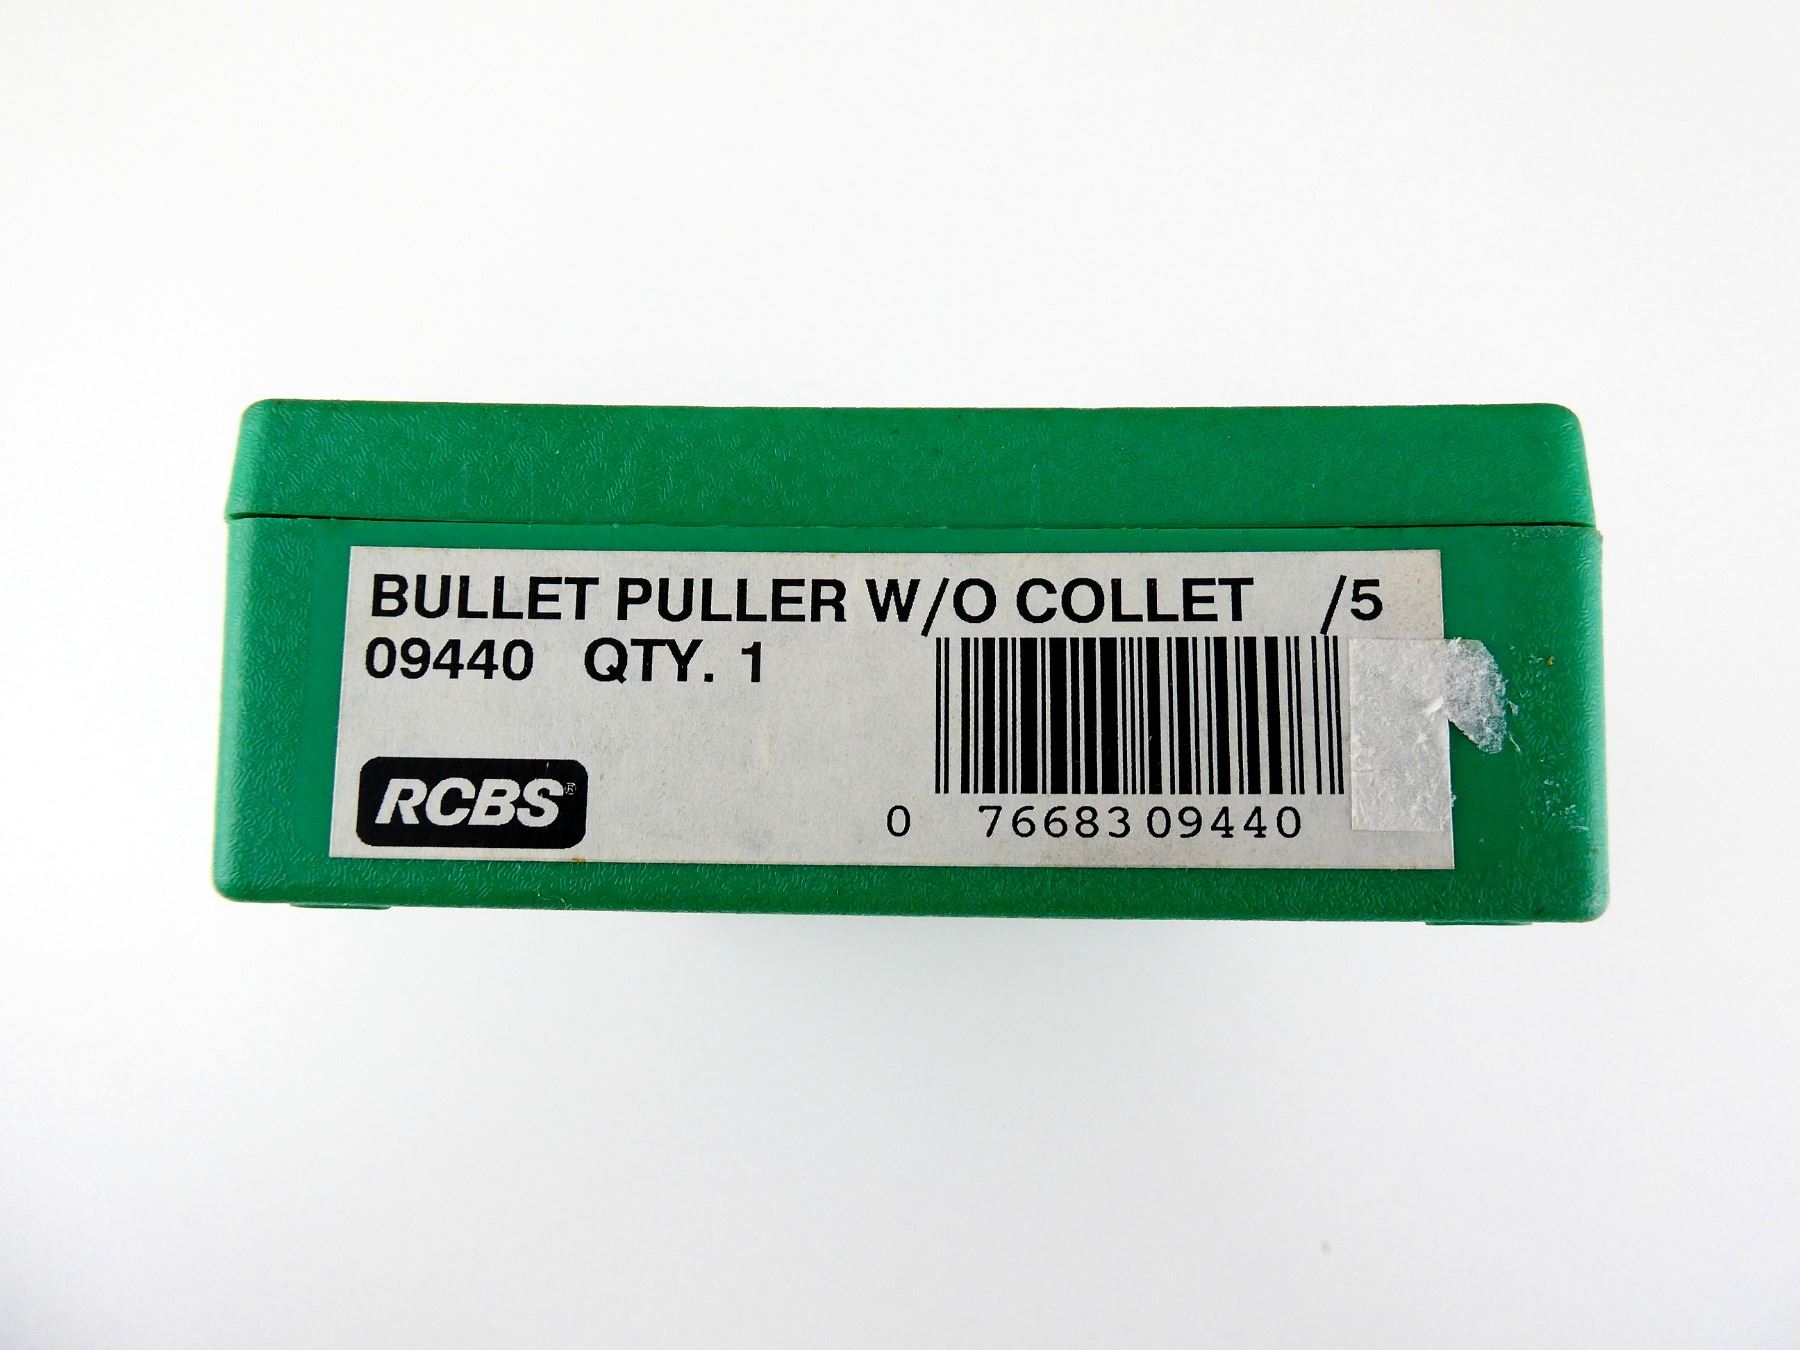 BULLET PULLER W/O COLLET /5
09440 QTY. 1
RCBS®
0 76683 09440